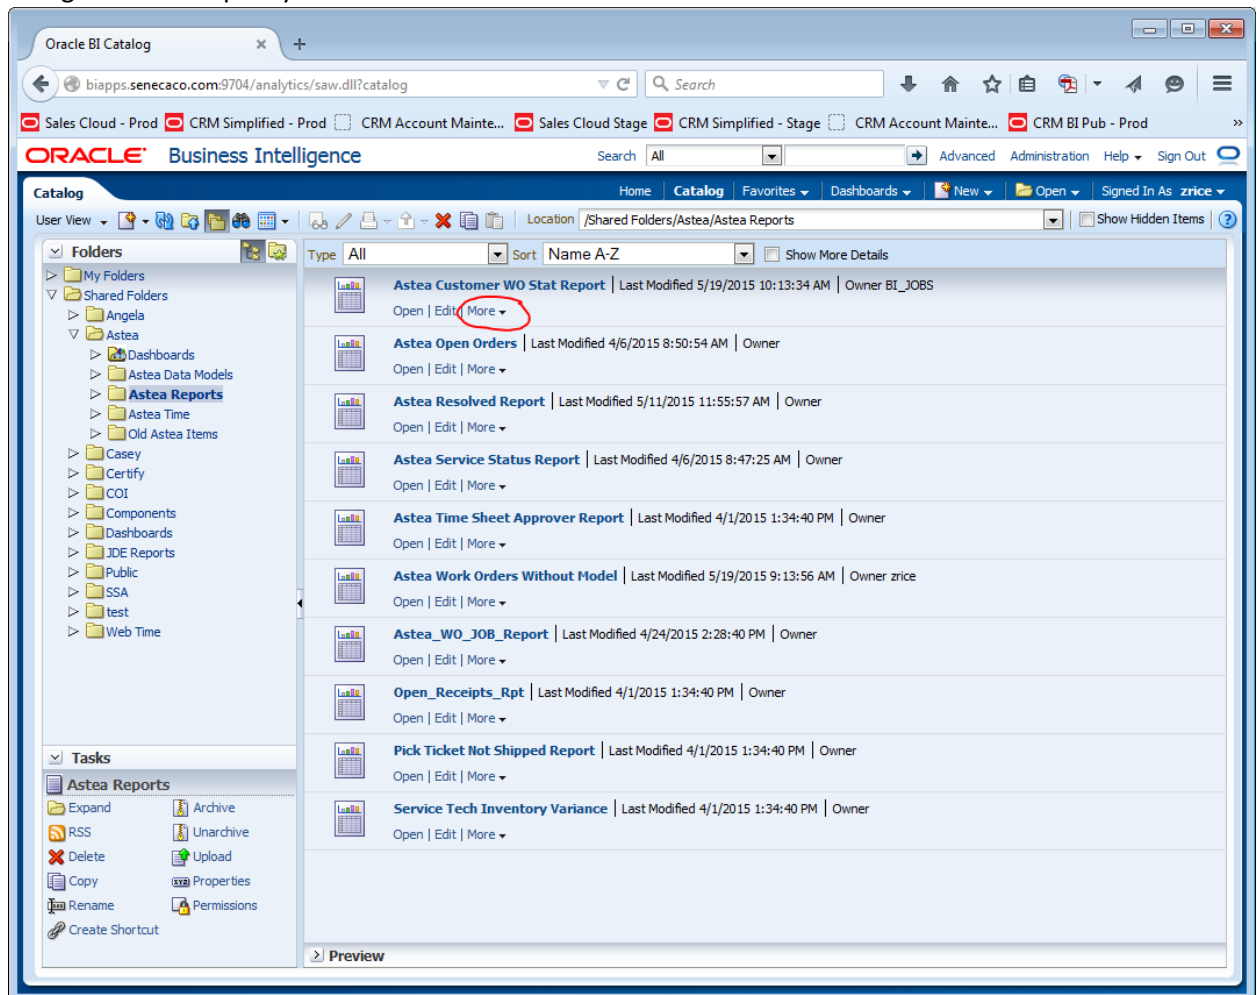 Oracle BI Catalog × +
biapps.senecaco.com:9704/analytics/saw.dll?catalog Search
Sales Cloud - Prod CRM Simplified - Prod CRM Account Mainte... Sales Cloud Stage CRM Simplified - Stage CRM Account Mainte... CRM BI Pub - Prod »
ORACLE Business Intelligence Search All Advanced Administration Help Sign Out
Catalog Home Catalog Favorites Dashboards New Open Signed In As zrice
User View Location /Shared Folders/Astea/Astea Reports Show Hidden Items ?
Folders
My Folders
Shared Folders
Angela
Astea
Dashboards
Astea Data Models
Astea Reports
Astea Time
Old Astea Items
Casey
Certify
COI
Components
Dashboards
JDE Reports
Public
SSA
test
Web Time
Tasks
Astea Reports
Expand Archive
RSS Unarchive
Delete Upload
Copy Properties
Rename Permissions
Create Shortcut
Type All Sort Name A-Z Show More Details
Astea Customer WO Stat Report | Last Modified 5/19/2015 10:13:34 AM | Owner BI_JOBS
Open | Edit | More
Astea Open Orders | Last Modified 4/6/2015 8:50:54 AM | Owner
Open | Edit | More
Astea Resolved Report | Last Modified 5/11/2015 11:55:57 AM | Owner
Open | Edit | More
Astea Service Status Report | Last Modified 4/6/2015 8:47:25 AM | Owner
Open | Edit | More
Astea Time Sheet Approver Report | Last Modified 4/1/2015 1:34:40 PM | Owner
Open | Edit | More
Astea Work Orders Without Model | Last Modified 5/19/2015 9:13:56 AM | Owner zrice
Open | Edit | More
Astea_WO_JOB_Report | Last Modified 4/24/2015 2:28:40 PM | Owner
Open | Edit | More
Open_Receipts_Rpt | Last Modified 4/1/2015 1:34:40 PM | Owner
Open | Edit | More
Pick Ticket Not Shipped Report | Last Modified 4/1/2015 1:34:40 PM | Owner
Open | Edit | More
Service Tech Inventory Variance | Last Modified 4/1/2015 1:34:40 PM | Owner
Open | Edit | More
Preview